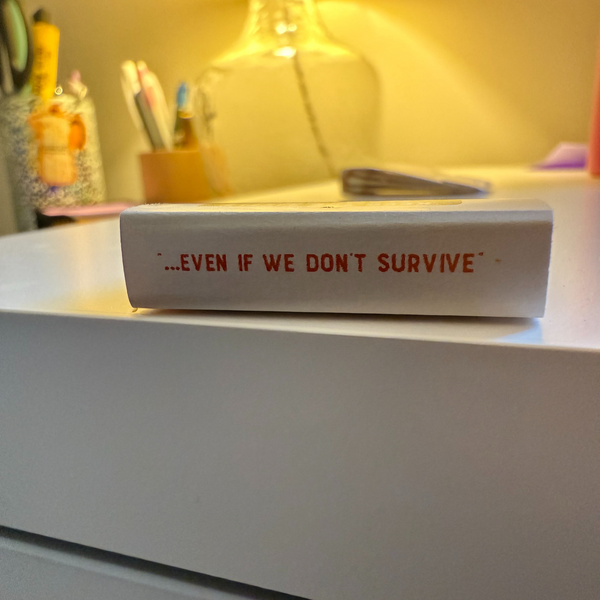 "...EVEN IF WE DON'T SURVIVE"